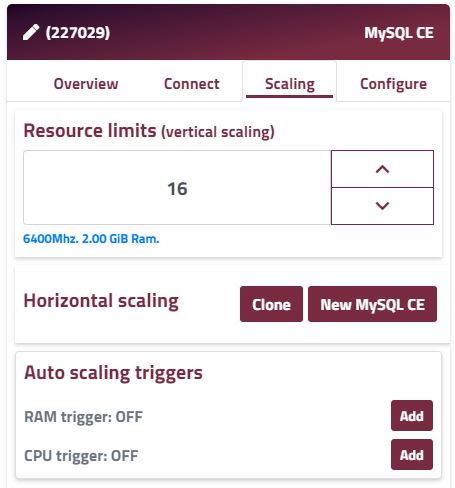 (227029) MySQL CE
Overview Connect Scaling Configure
Resource limits (vertical scaling)
16
6400Mhz. 2.00 GiB Ram.
Horizontal scaling Clone New MySQL CE
Auto scaling triggers
RAM trigger: OFF Add
CPU trigger: OFF Add